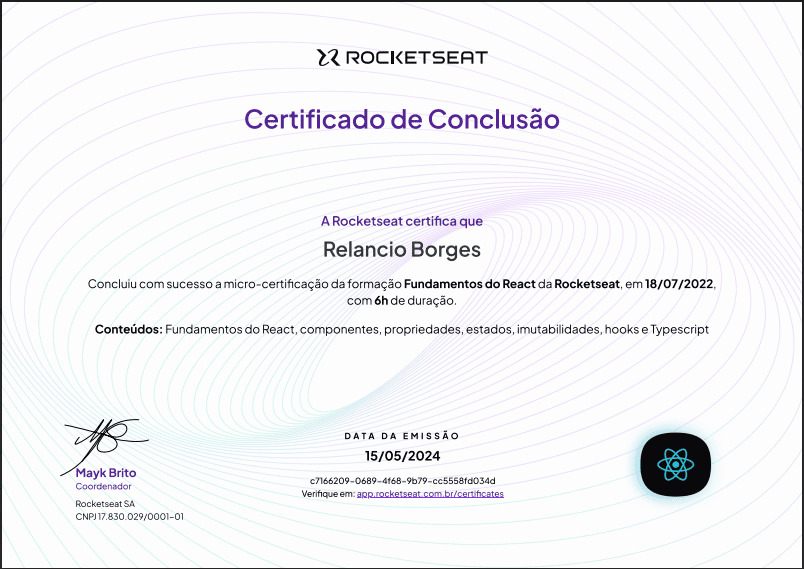 ROCKETSEAT
Certificado de Conclusão
A Rocketseat certifica que
Relancio Borges
Concluiu com sucesso a micro-certificação da formação Fundamentos do React da Rocketseat, em 18/07/2022,
com 6h de duração.
Conteúdos: Fundamentos do React, componentes, propriedades, estados, imutabilidades, hooks e Typescript
Mayk Brito
Coordenador
Rocketseat SA
CNPJ 17.830.029/0001-01
DATA DA EMISSÃO
15/05/2024
c7166209-0689-4f68-9b79-cc5558fd034d
Verifique em: app.rocketseat.com.br/certificates